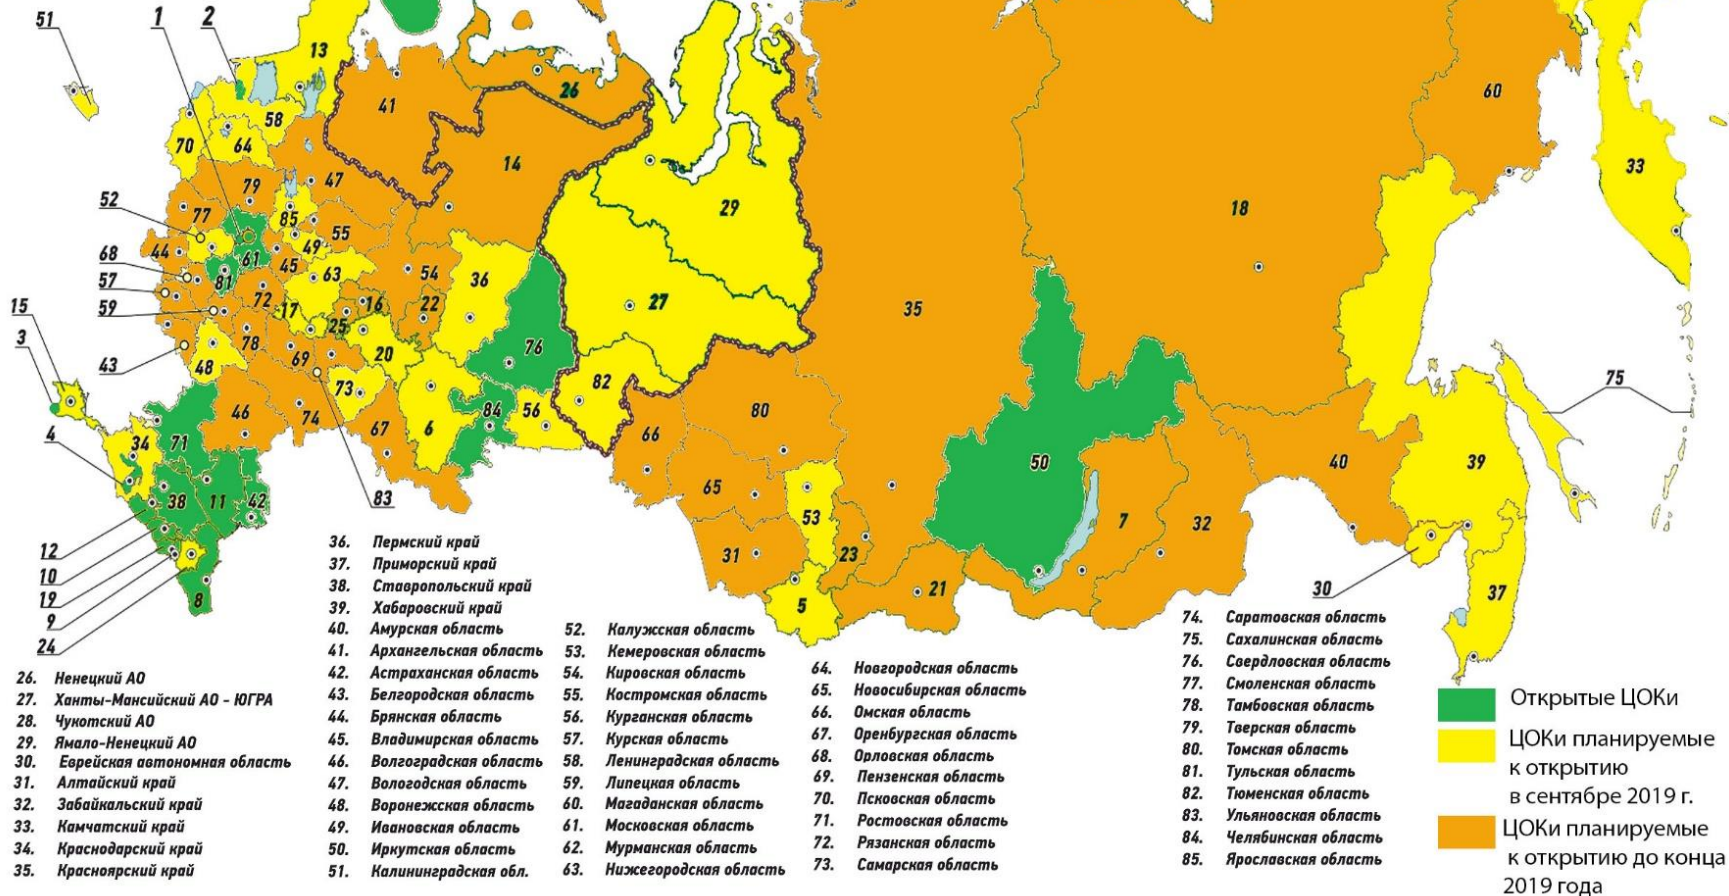 51
1
2
13
41
26
60
58
70
64
14
33
79
47
29
18
52
77
85
49
55
44
61
45
68
81
63
54
36
57
72
16
22
27
35
15
59
17
25
3
76
43
78
69
20
48
73
82
75
84
56
46
74
6
67
80
4
34
71
66
50
40
39
83
65
38
11
42
53
7
32
12
31
23
10
19
8
5
21
30
37
9
24
26. Ненецкий АО
27. Ханты-Мансийский АО - ЮГРА
28. Чукотский АО
29. Ямало-Ненецкий АО
30. Еврейская автономная область
31. Алтайский край
32. Забайкальский край
33. Камчатский край
34. Краснодарский край
35. Красноярский край
36. Пермский край
37. Приморский край
38. Ставропольский край
39. Хабаровский край
40. Амурская область
41. Архангельская область
42. Астраханская область
43. Белгородская область
44. Брянская область
45. Владимирская область
46. Волгоградская область
47. Вологодская область
48. Воронежская область
49. Ивановская область
50. Иркутская область
51. Калининградская обл.
52. Калужская область
53. Кемеровская область
54. Кировская область
55. Костромская область
56. Курганская область
57. Курская область
58. Ленинградская область
59. Липецкая область
60. Магаданская область
61. Московская область
62. Мурманская область
63. Нижегородская область
64. Новгородская область
65. Новосибирская область
66. Омская область
67. Оренбургская область
68. Орловская область
69. Пензенская область
70. Псковская область
71. Ростовская область
72. Рязанская область
73. Самарская область
74. Саратовская область
75. Сахалинская область
76. Свердловская область
77. Смоленская область
78. Тамбовская область
79. Тверская область
80. Томская область
81. Тульская область
82. Тюменская область
83. Ульяновская область
84. Челябинская область
85. Ярославская область
Открытые ЦОКи
ЦОКи планируемые
к открытию
в сентябре 2019 г.
ЦОКи планируемые
к открытию до конца
2019 года